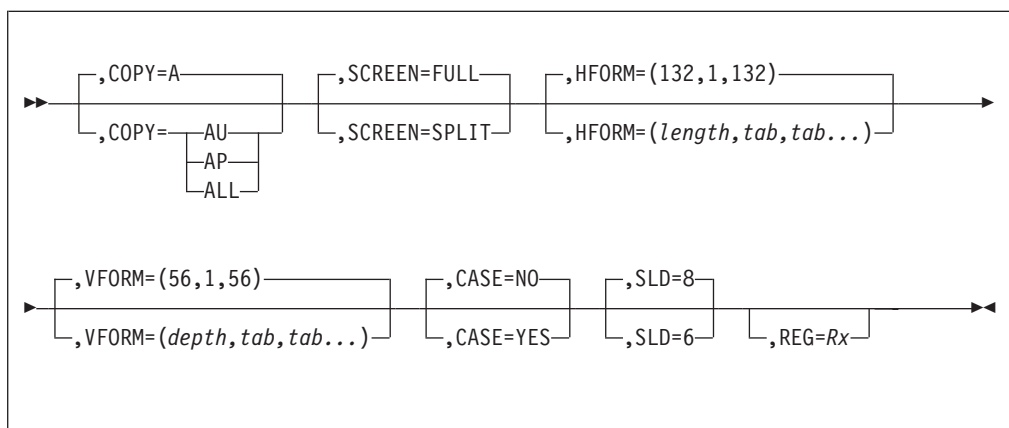 ,COPY=A ,SCREEN=FULL ,HFORM=(132,1,132)
,COPY= AU ,SCREEN=SPLIT ,HFORM=(length,tab,tab...)
AP
ALL
,VFORM=(56,1,56) ,CASE=NO ,SLD=8
,VFORM=(depth,tab,tab...) ,CASE=YES ,SLD=6 ,REG=Rx